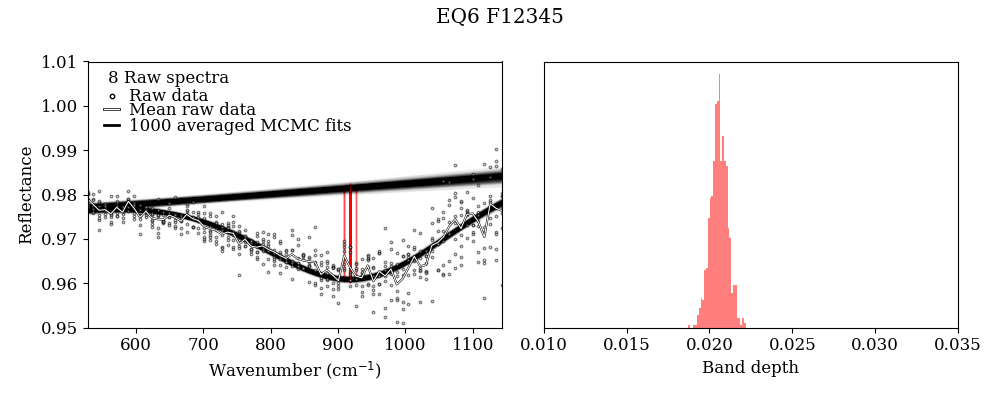 EQ6 F12345
1.01
1.00
0.99
0.98
0.97
0.96
0.95
Reflectance
8 Raw spectra
Raw data
Mean raw data
1000 averaged MCMC fits
600 700 800 900 1000 1100
Wavenumber (cm⁻¹)
0.010 0.015 0.020 0.025 0.030 0.035
Band depth